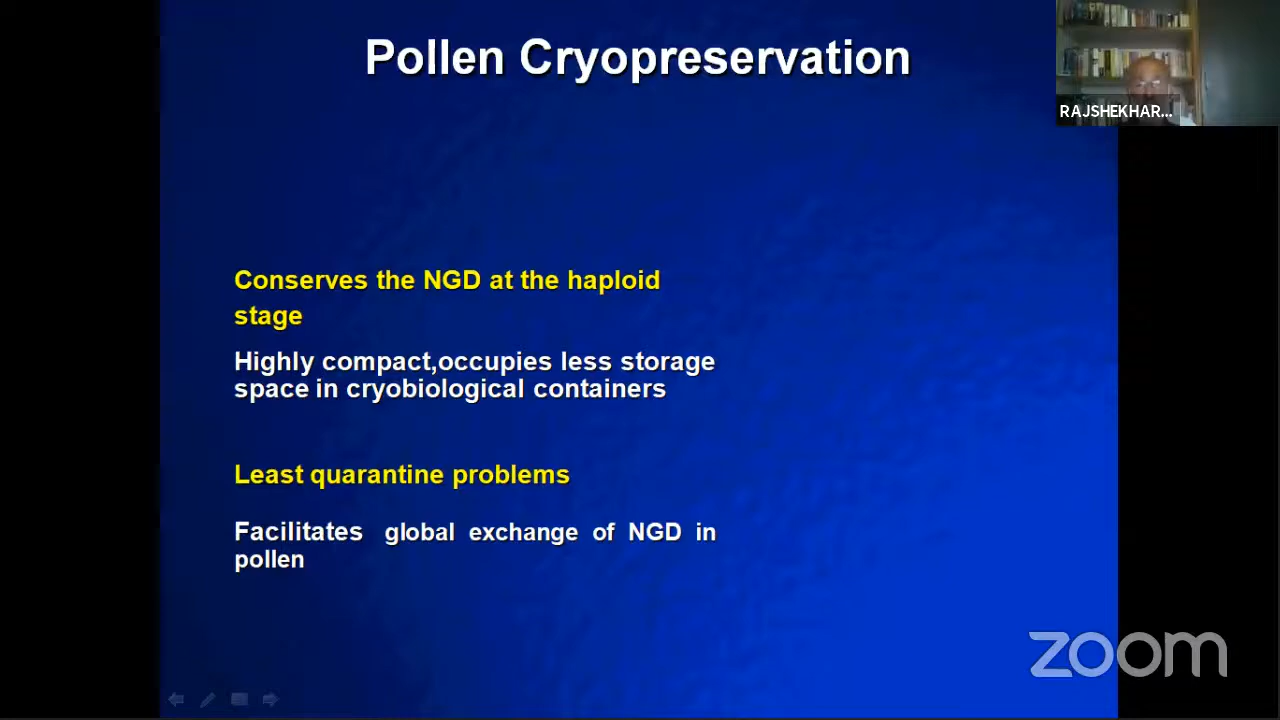 Pollen Cryopreservation
RAJSHEKHAR...
Conserves the NGD at the haploid
stage
Highly compact,occupies less storage
space in cryobiological containers
Least quarantine problems
Facilitates global exchange of NGD in
pollen
zoom